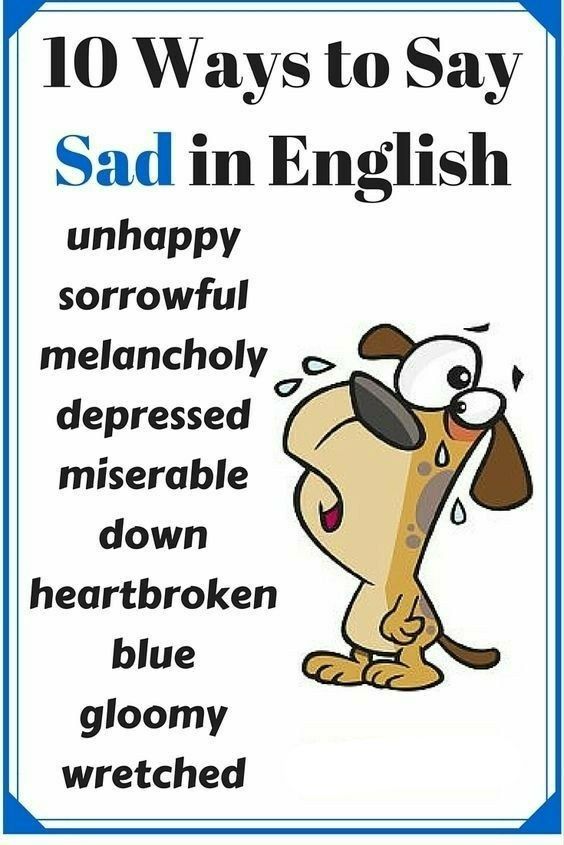 10 Ways to Say
Sad in English
unhappy
sorrowful
melancholy
depressed
miserable
down
heartbroken
blue
gloomy
wretched